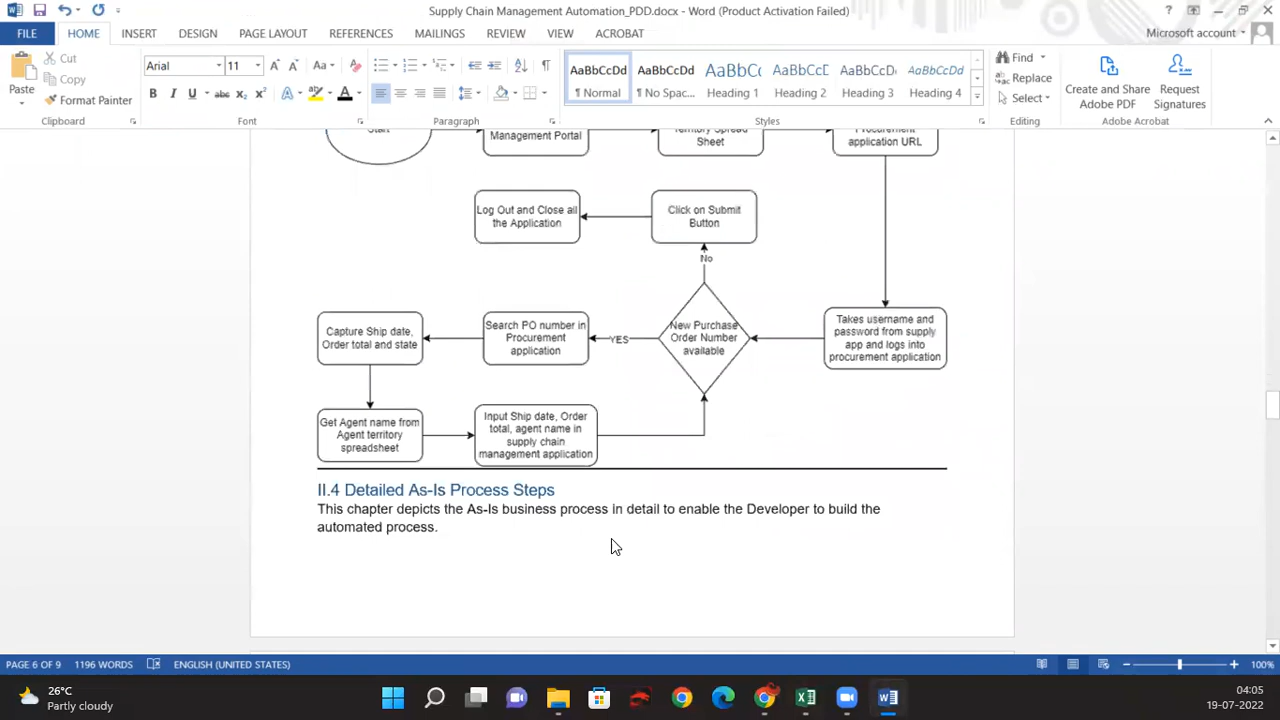 Supply Chain Management Automation_PDD.docx - Word (Product Activation Failed)
FILE
HOME
INSERT
DESIGN
PAGE LAYOUT
REFERENCES
MAILINGS
REVIEW
VIEW
ACROBAT
Microsoft account
Paste
Cut
Copy
Format Painter
Clipboard
Arial
11
Font
Paragraph
AaBbCcDd
¶ Normal
AaBbCcDd
¶ No Spac...
AaBbCc
Heading 1
AaBbCcD
Heading 2
AaBbCcDd
Heading 3
AaBbCcDd
Heading 4
Styles
Find
Replace
Select
Editing
Create and Share
Adobe PDF
Request
Signatures
Adobe Acrobat
Start
Management Portal
Territory Spread
Sheet
Procurement
application URL
Log Out and Close all
the Application
Click on Submit
Button
No
Capture Ship date,
Order total and state
Search PO number in
Procurement
application
YES
New Purchase
Order Number
available
Takes username and
password from supply
app and logs into
procurement application
Get Agent name from
Agent territory
spreadsheet
Input Ship date, Order
total, agent name in
supply chain
management application
II.4 Detailed As-Is Process Steps
This chapter depicts the As-Is business process in detail to enable the Developer to build the
automated process.
PAGE 6 OF 9
1196 WORDS
ENGLISH (UNITED STATES)
100%
26°C
Partly cloudy
04:05
19-07-2022